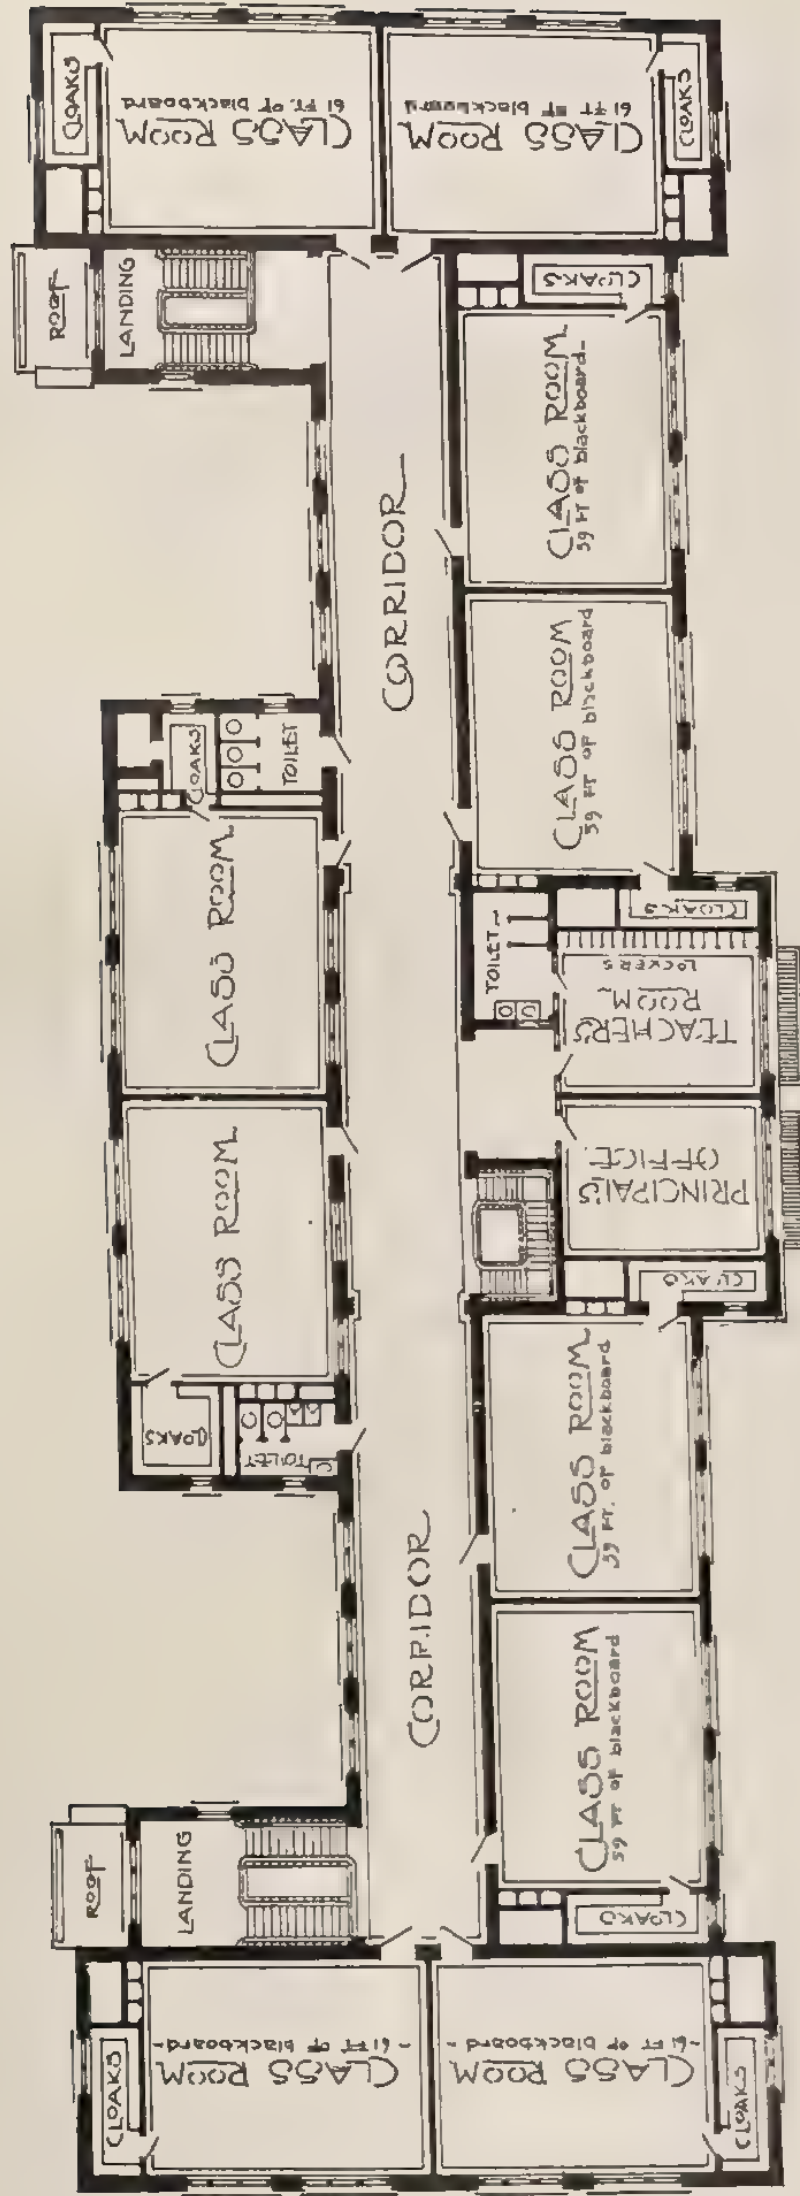 CLOAKS
CLASS ROOM
61 FT. OF blackboard
CLASS ROOM
61 FT OF blackboard
CLOAKS
ROOF
LANDING
CLOAKS
CLASS ROOM
59 FT OF blackboard
CORRIDOR
CLASS ROOM
59 FT OF blackboard
CLOAKS
TOILET
CLASS ROOM
TOILET
CLOAKS
LOCKERS
TEACHERS
ROOM
CLASS ROOM
PRINCIPALS
OFFICE
CLOAKS
CLOAKS
TOILET
CLASS ROOM
59 FT. OF blackboard
CORRIDOR
CLASS ROOM
59 FT OF blackboard
ROOF
LANDING
CLOAKS
CLOAKS
CLASS ROOM
- 61 FT OF blackboard -
CLASS ROOM
- 61 FT OF blackboard -
CLOAKS